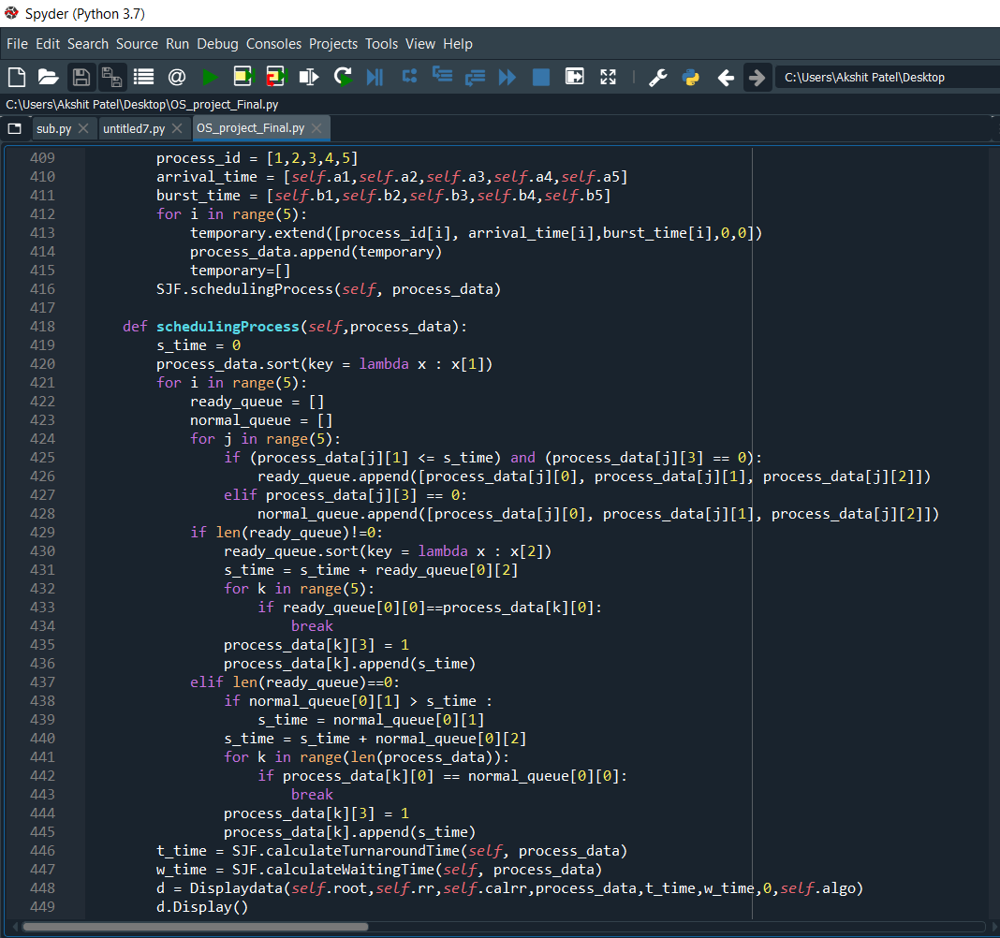 Spyder (Python 3.7)
File Edit Search Source Run Debug Consoles Projects Tools View Help
C:\Users\Akshit Patel\Desktop
C:\Users\Akshit Patel\Desktop\OS_project_Final.py
sub.py untitled7.py OS_project_Final.py
409 process_id = [1,2,3,4,5]
410 arrival_time = [self.a1,self.a2,self.a3,self.a4,self.a5]
411 burst_time = [self.b1,self.b2,self.b3,self.b4,self.b5]
412 for i in range(5):
413 temporary.extend([process_id[i], arrival_time[i],burst_time[i],0,0])
414 process_data.append(temporary)
415 temporary=[]
416 SJF.schedulingProcess(self, process_data)
417
418 def schedulingProcess(self,process_data):
419 s_time = 0
420 process_data.sort(key = lambda x : x[1])
421 for i in range(5):
422 ready_queue = []
423 normal_queue = []
424 for j in range(5):
425 if (process_data[j][1] <= s_time) and (process_data[j][3] == 0):
426 ready_queue.append([process_data[j][0], process_data[j][1], process_data[j][2]])
427 elif process_data[j][3] == 0:
428 normal_queue.append([process_data[j][0], process_data[j][1], process_data[j][2]])
429 if len(ready_queue)!=0:
430 ready_queue.sort(key = lambda x : x[2])
431 s_time = s_time + ready_queue[0][2]
432 for k in range(5):
433 if ready_queue[0][0]==process_data[k][0]:
434 break
435 process_data[k][3] = 1
436 process_data[k].append(s_time)
437 elif len(ready_queue)==0:
438 if normal_queue[0][1] > s_time :
439 s_time = normal_queue[0][1]
440 s_time = s_time + normal_queue[0][2]
441 for k in range(len(process_data)):
442 if process_data[k][0] == normal_queue[0][0]:
443 break
444 process_data[k][3] = 1
445 process_data[k].append(s_time)
446 t_time = SJF.calculateTurnaroundTime(self, process_data)
447 w_time = SJF.calculateWaitingTime(self, process_data)
448 d = Displaydata(self.root,self.rr,self.calrr,process_data,t_time,w_time,0,self.algo)
449 d.Display()